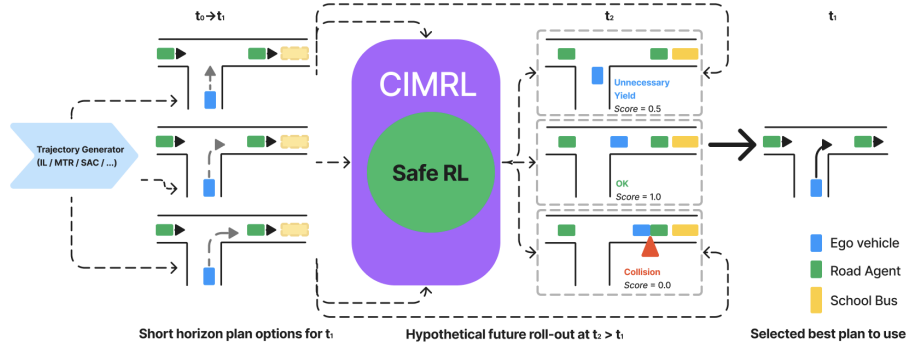 t₀→t₁
t₂
t₁
CIMRL
Safe RL
Trajectory Generator
(IL / MTR / SAC / ...)
Unnecessary
Yield
Score = 0.5
OK
Score = 1.0
Collision
Score = 0.0
Ego vehicle
Road Agent
School Bus
Short horizon plan options for t₁
Hypothetical future roll-out at t₂ > t₁
Selected best plan to use